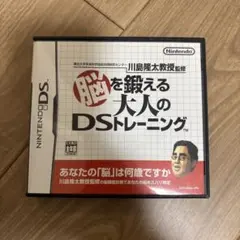 Nintendo
川島隆太教授監修
脳を鍛える
大人の
DSトレーニング
NINTENDO DS
あなたの「脳」は何歳ですか